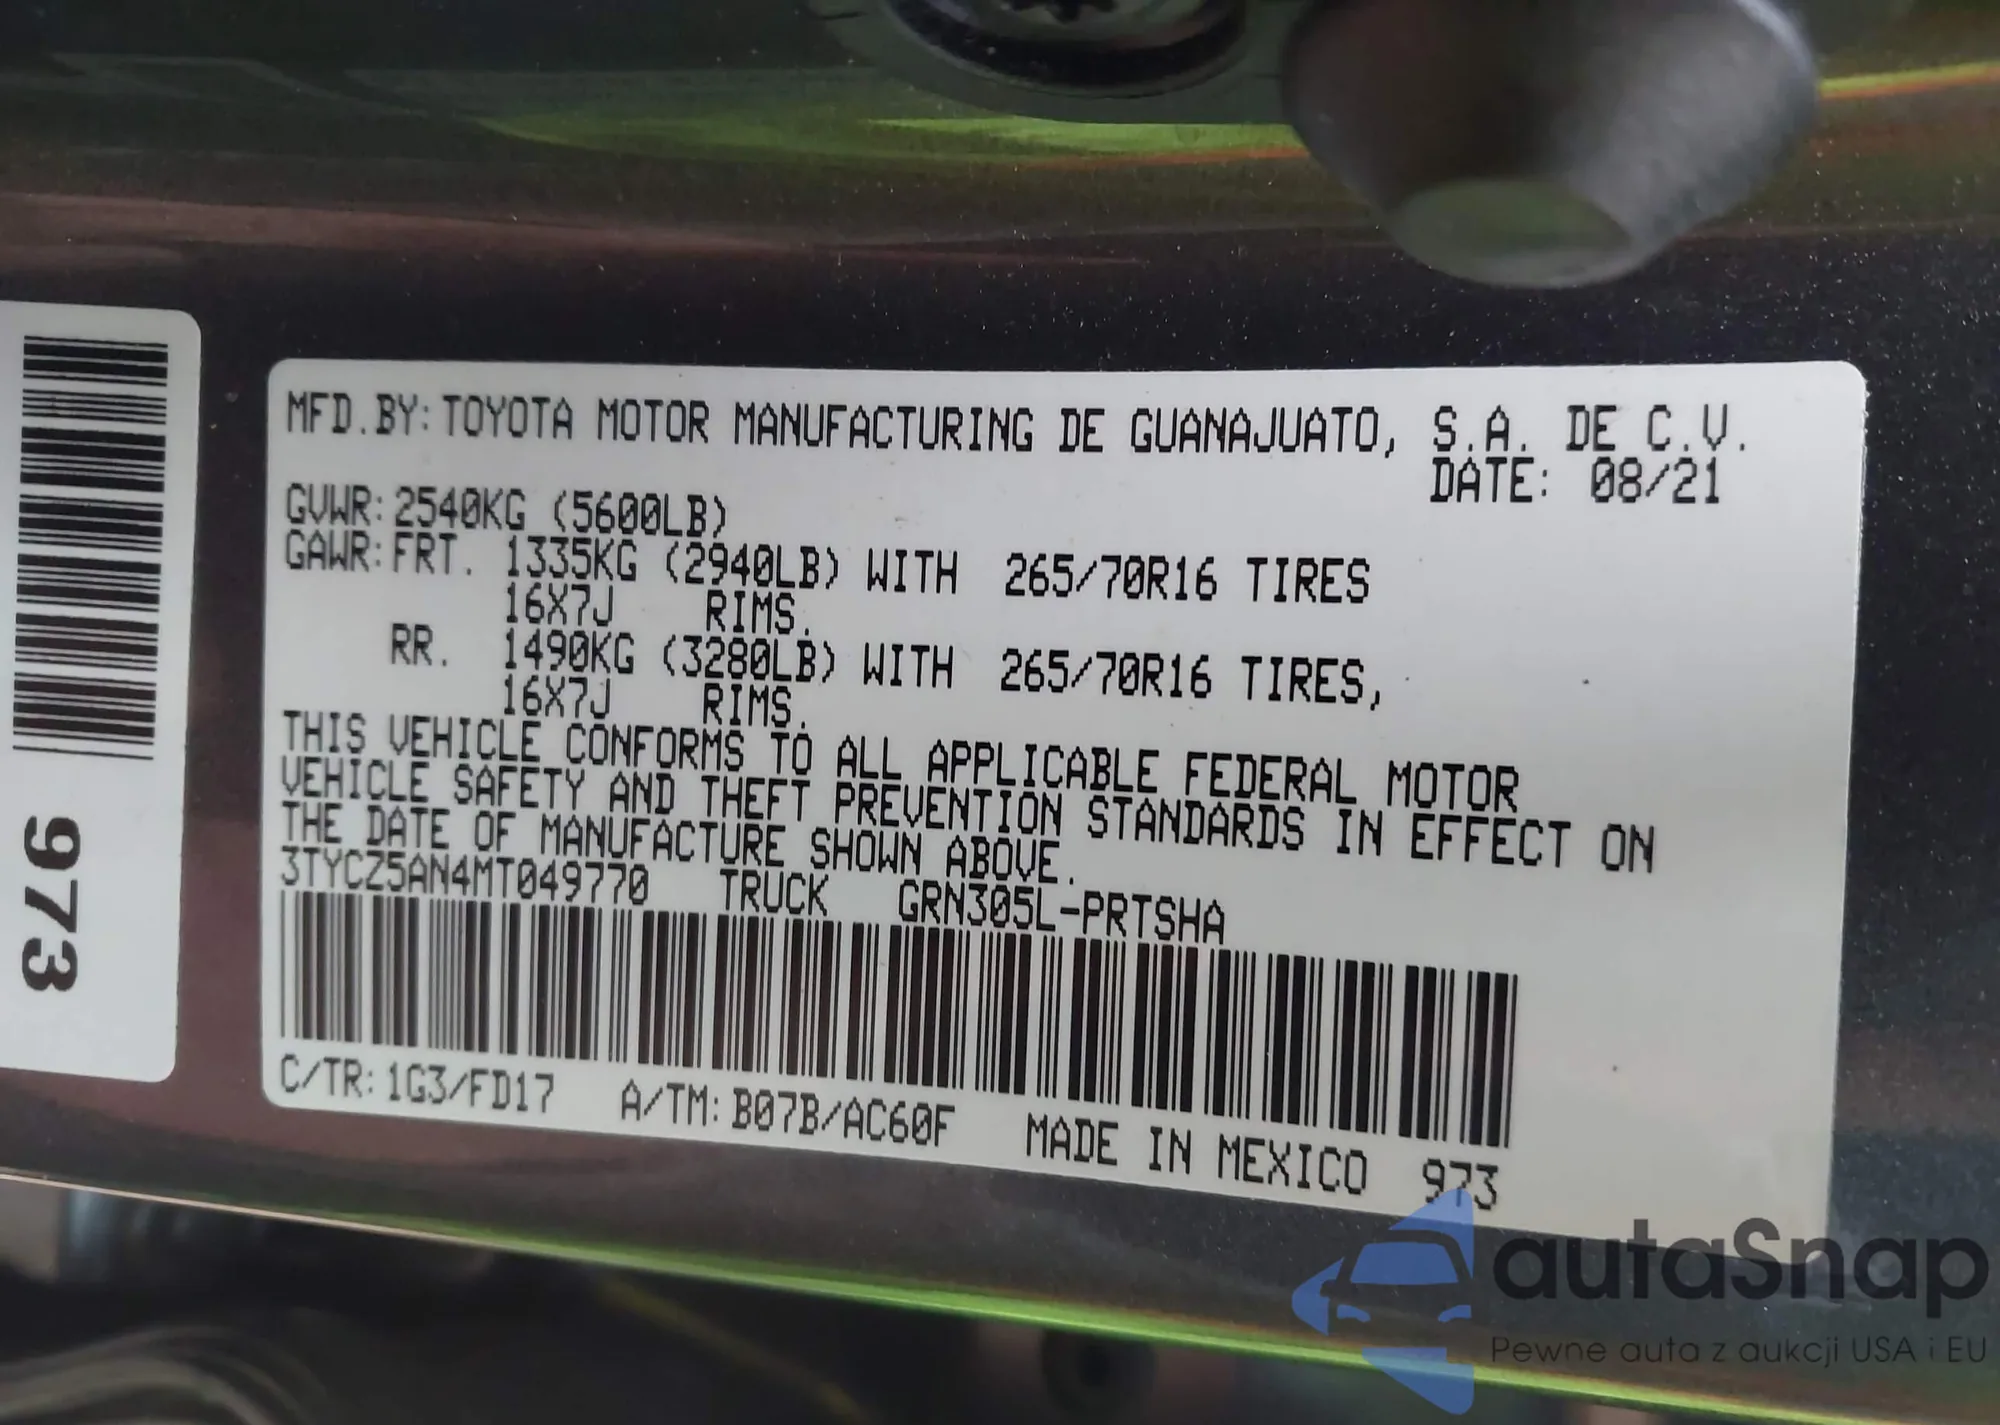 MFD.BY: TOYOTA MOTOR MANUFACTURING DE GUANAJUATO, S.A. DE C.V.
DATE: 08/21
GVWR: 2540KG (5600LB)
GAWR: FRT. 1335KG (2940LB) WITH 265/70R16 TIRES
16X7J RIMS.
RR. 1490KG (3280LB) WITH 265/70R16 TIRES,
16X7J RIMS.
THIS VEHICLE CONFORMS TO ALL APPLICABLE FEDERAL MOTOR
VEHICLE SAFETY AND THEFT PREVENTION STANDARDS IN EFFECT ON
THE DATE OF MANUFACTURE SHOWN ABOVE.
3TYCZ5AN4MT049770 TRUCK GRN305L-PRTSHA
C/TR: 1G3/FD17 A/TM: B07B/AC60F MADE IN MEXICO 973
973
autaSnap
Pewne auta z aukcji USA i EU